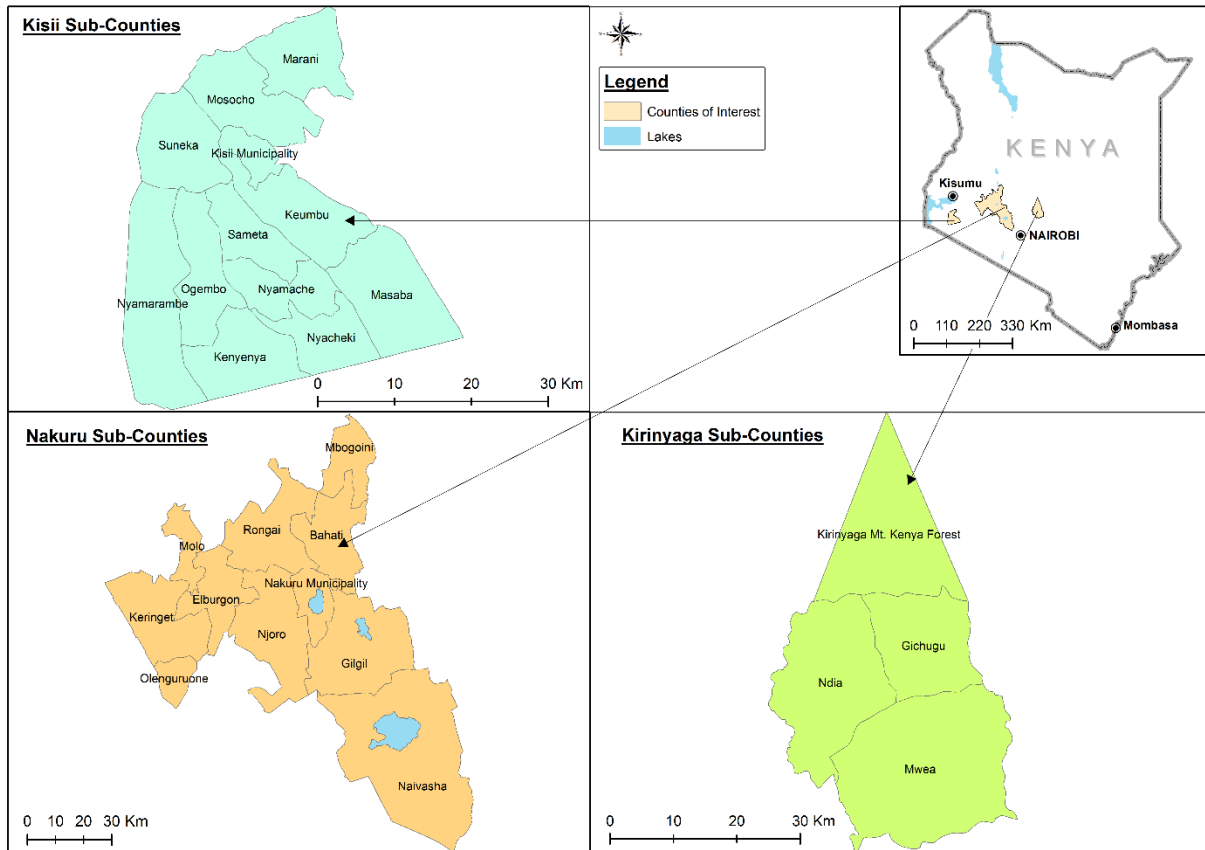 Kisii Sub-Counties
Marani
Mosocho
Suneka
Kisii Municipality
Keumbu
Sameta
Ogembo
Nyamache
Nyamarambe
Masaba
Nyacheki
Kenyenya
0 10 20 30 Km
Legend
Counties of Interest
Lakes
KENYA
Kisumu
NAIROBI
Mombasa
0 110 220 330 Km
Nakuru Sub-Counties
Mbogoini
Rongai
Bahati
Molo
Nakuru Municipality
Elburgon
Keringet
Njoro
Gilgil
Olenguruone
Naivasha
0 10 20 30 Km
Kirinyaga Sub-Counties
Kirinyaga Mt. Kenya Forest
Gichugu
Ndia
Mwea
0 10 20 30 Km